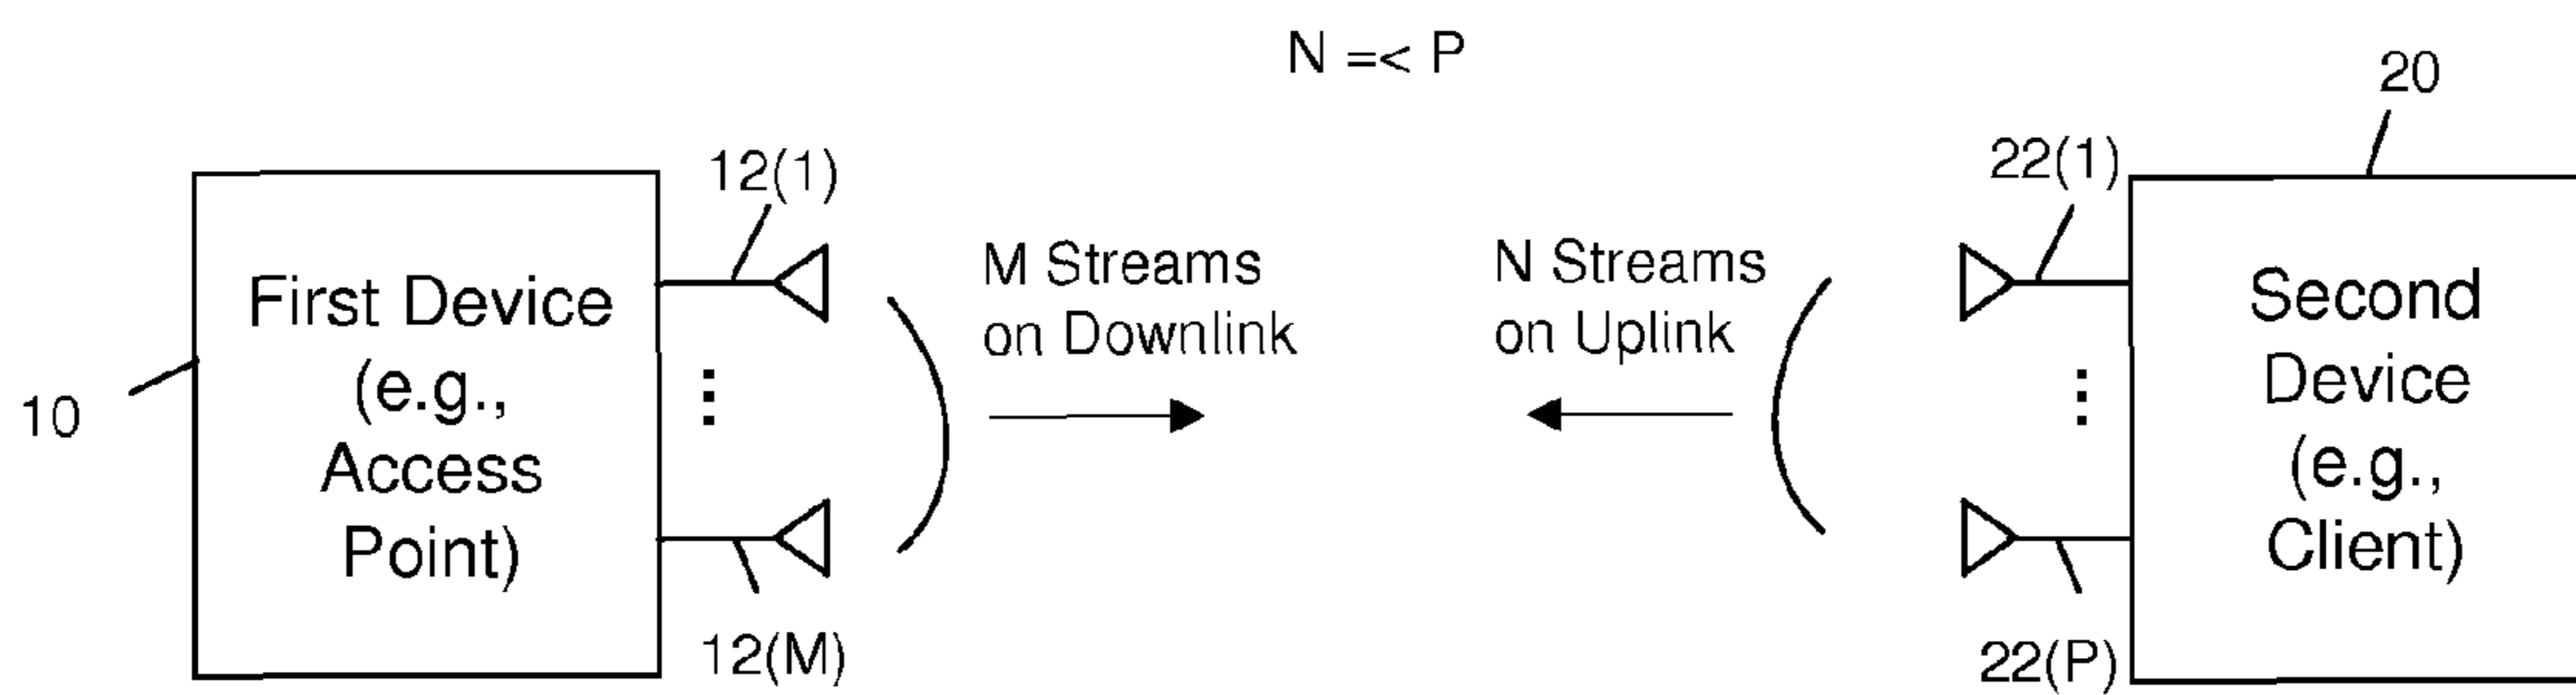 N =< P
20
12(1)
22(1)
First Device
(e.g.,
Access
Point)
M Streams
on Downlink
N Streams
on Uplink
Second
Device
(e.g.,
Client)
10
12(M)
22(P)